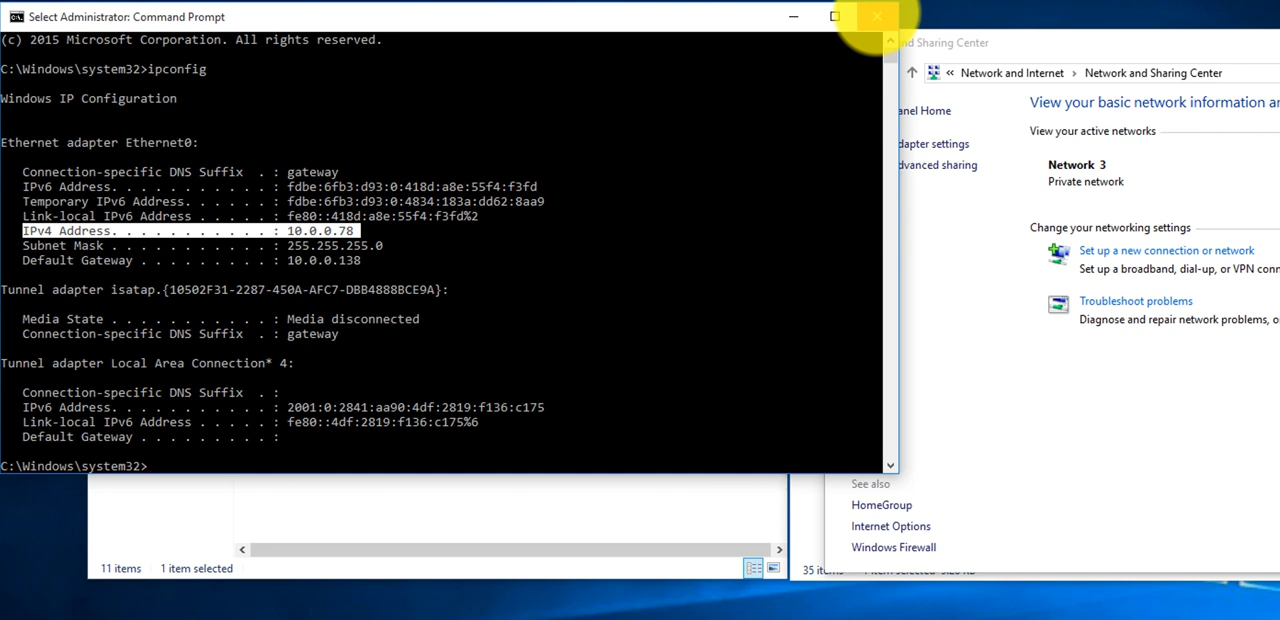 Select Administrator: Command Prompt
(c) 2015 Microsoft Corporation. All rights reserved.
C:\Windows\system32>ipconfig
Windows IP Configuration
Ethernet adapter Ethernet0:
Connection-specific DNS Suffix . : gateway
IPv6 Address. . . . . . . . . . . : fdbe:6fb3:d93:0:418d:a8e:55f4:f3fd
Temporary IPv6 Address. . . . . . : fdbe:6fb3:d93:0:4834:183a:dd62:8aa9
Link-local IPv6 Address . . . . . : fe80::418d:a8e:55f4:f3fd%2
IPv4 Address. . . . . . . . . . . : 10.0.0.78
Subnet Mask . . . . . . . . . . . : 255.255.255.0
Default Gateway . . . . . . . . . : 10.0.0.138
Tunnel adapter isatap.{10502F31-2287-450A-AFC7-DBB4888BCE9A}:
Media State . . . . . . . . . . . : Media disconnected
Connection-specific DNS Suffix . : gateway
Tunnel adapter Local Area Connection* 4:
Connection-specific DNS Suffix . :
IPv6 Address. . . . . . . . . . . : 2001:0:2841:aa90:4df:2819:f136:c175
Link-local IPv6 Address . . . . . : fe80::4df:2819:f136:c175%6
Default Gateway . . . . . . . . . :
C:\Windows\system32>
11 items 1 item selected
nd Sharing Center
« Network and Internet > Network and Sharing Center
anel Home
dapter settings
dvanced sharing
View your basic network information an
View your active networks
Network 3
Private network
Change your networking settings
Set up a new connection or network
Set up a broadband, dial-up, or VPN conn
Troubleshoot problems
Diagnose and repair network problems, o
See also
HomeGroup
Internet Options
Windows Firewall
35 items